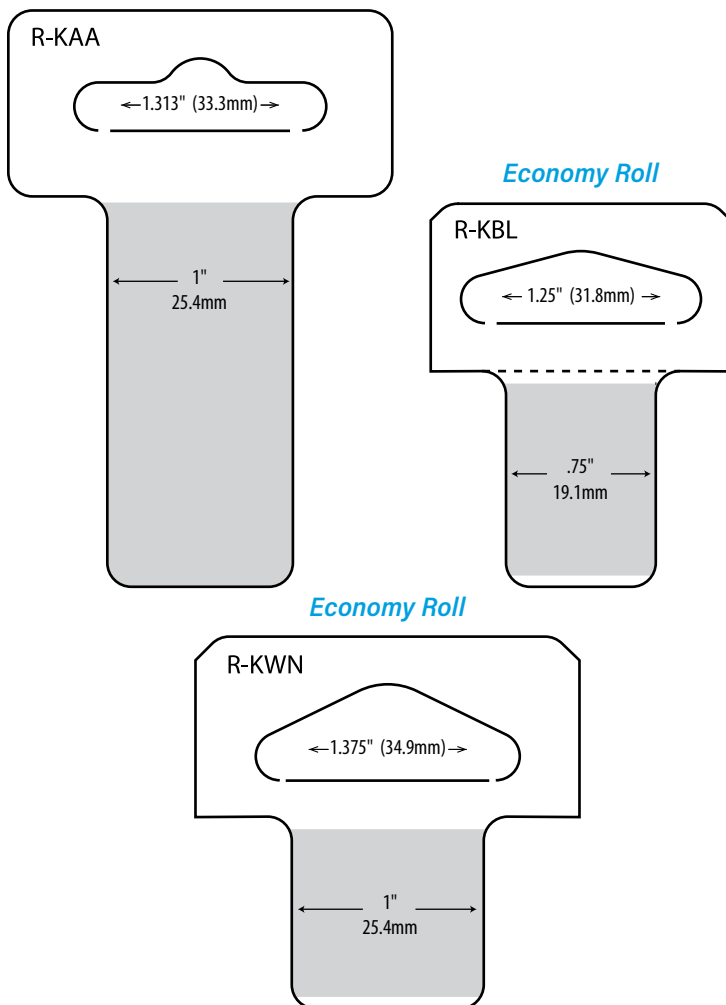 R-KAA
1.313" (33.3mm)
1"
25.4mm
Economy Roll
R-KBL
1.25" (31.8mm)
.75"
19.1mm
Economy Roll
R-KWN
1.375" (34.9mm)
1"
25.4mm